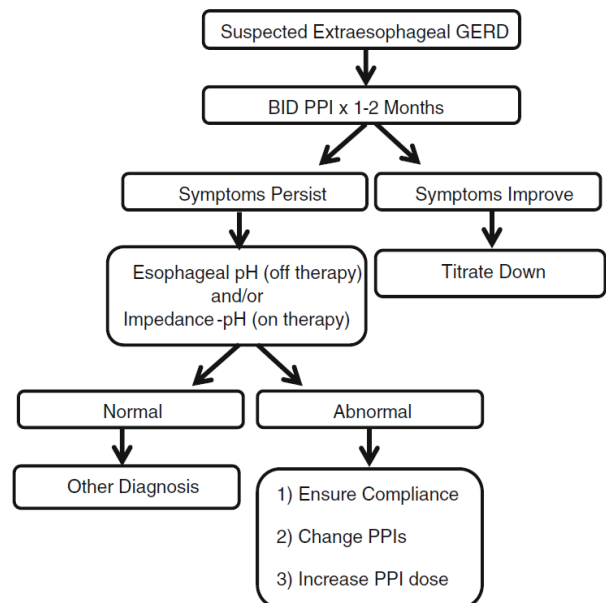 Suspected Extraesophageal GERD
BID PPI x 1-2 Months
Symptoms Persist
Symptoms Improve
Esophageal pH (off therapy)
and/or
Impedance-pH (on therapy)
Titrate Down
Normal
Abnormal
Other Diagnosis
1) Ensure Compliance
2) Change PPIs
3) Increase PPI dose